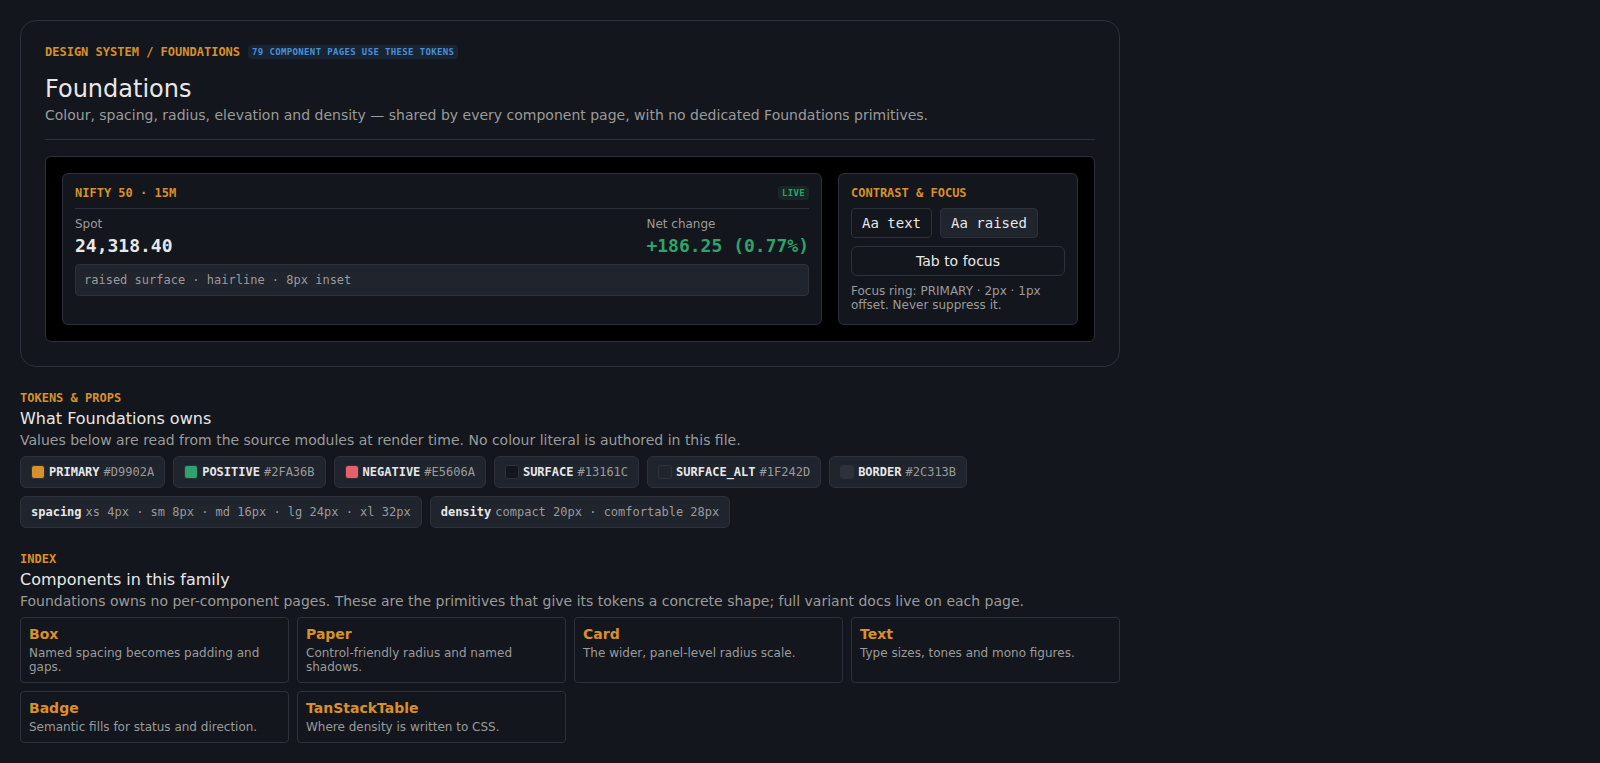 DESIGN SYSTEM / FOUNDATIONS 79 COMPONENT PAGES USE THESE TOKENS
Foundations
Colour, spacing, radius, elevation and density — shared by every component page, with no dedicated Foundations primitives.
NIFTY 50 · 15M LIVE
Spot Net change
24,318.40 +186.25 (0.77%)
raised surface · hairline · 8px inset
CONTRAST & FOCUS
Aa text Aa raised
Tab to focus
Focus ring: PRIMARY · 2px · 1px
offset. Never suppress it.
TOKENS & PROPS
What Foundations owns
Values below are read from the source modules at render time. No colour literal is authored in this file.
PRIMARY #D9902A POSITIVE #2FA36B NEGATIVE #E5606A SURFACE #13161C SURFACE_ALT #1F242D BORDER #2C313B
spacing xs 4px · sm 8px · md 16px · lg 24px · xl 32px density compact 20px · comfortable 28px
INDEX
Components in this family
Foundations owns no per-component pages. These are the primitives that give its tokens a concrete shape; full variant docs live on each page.
Box
Named spacing becomes padding and
gaps.
Paper
Control-friendly radius and named
shadows.
Card
The wider, panel-level radius scale.
Text
Type sizes, tones and mono figures.
Badge
Semantic fills for status and direction.
TanStackTable
Where density is written to CSS.